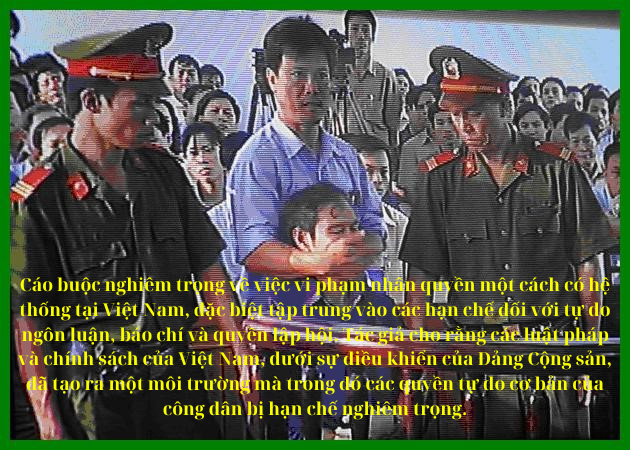 Cáo buộc nghiêm trọng về việc vi phạm nhân quyền một cách có hệ
thống tại Việt Nam, đặc biệt tập trung vào các hạn chế đối với tự do
ngôn luận, báo chí và quyền lập hội. Tác giả cho rằng các luật pháp
và chính sách của Việt Nam, dưới sự điều khiển của Đảng Cộng sản,
đã tạo ra một môi trường mà trong đó các quyền tự do cơ bản của
công dân bị hạn chế nghiêm trọng.